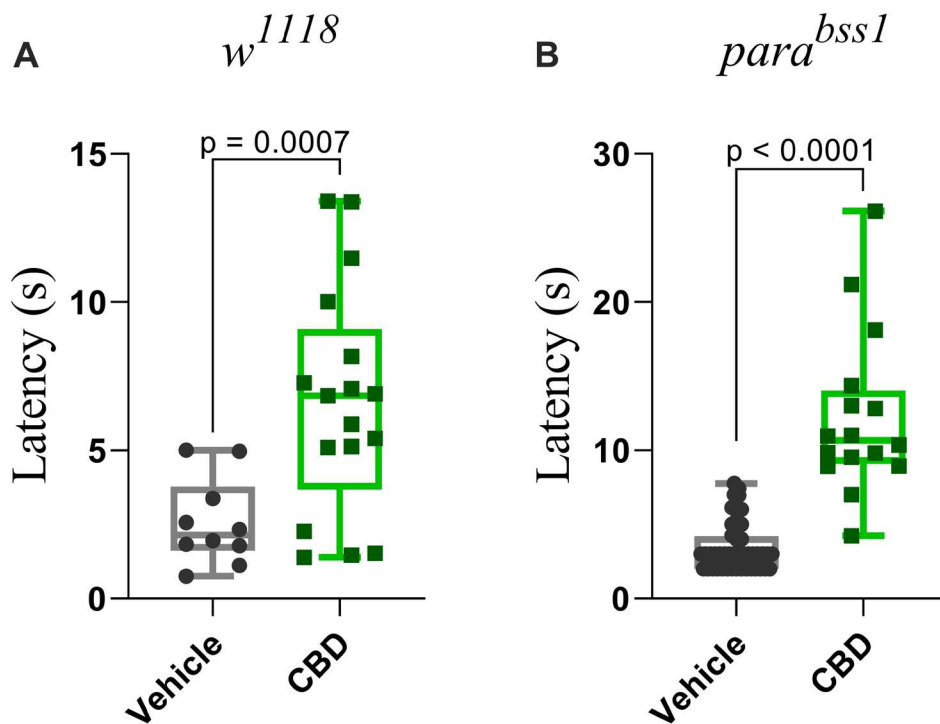 A
w1118
p = 0.0007
15
10
5
0
Latency (s)
Vehicle
CBD
B
parabss1
p < 0.0001
30
20
10
0
Latency (s)
Vehicle
CBD